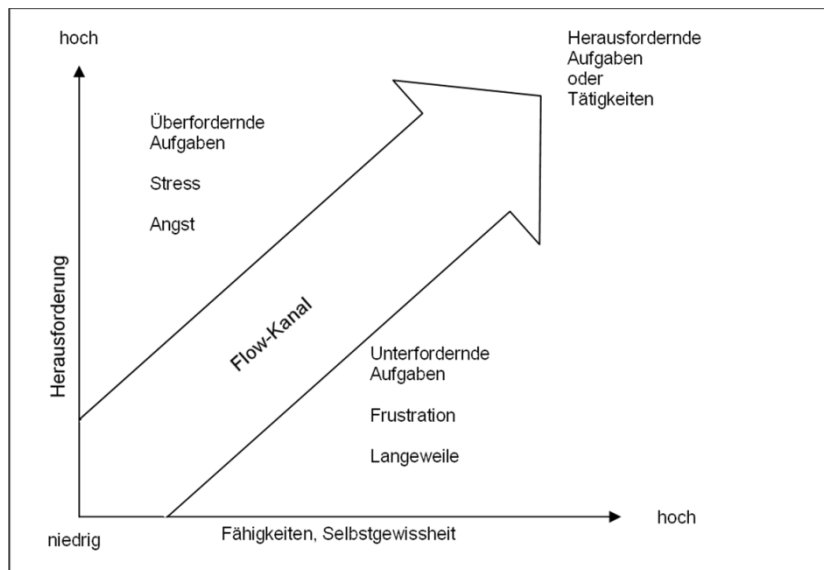 hoch
Herausfordernde
Aufgaben
oder
Tätigkeiten
Überfordernde
Aufgaben
Stress
Angst
Herausforderung
Flow-Kanal
Unterfordernde
Aufgaben
Frustration
Langeweile
niedrig
Fähigkeiten, Selbstgewissheit
hoch